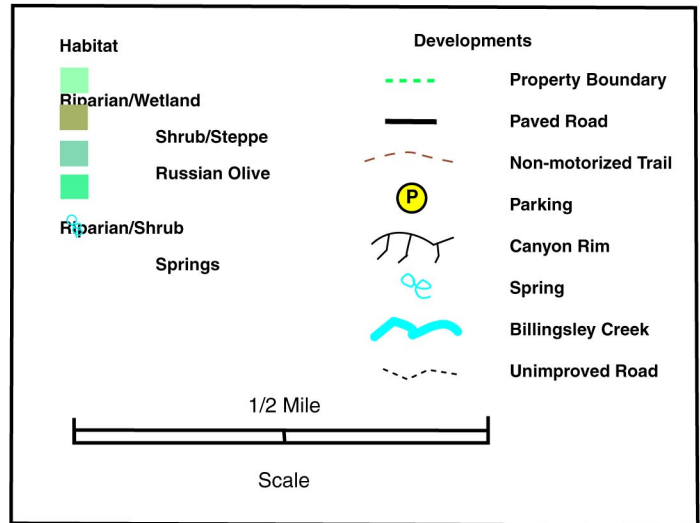 Habitat
Riparian/Wetland
Shrub/Steppe
Russian Olive
Riparian/Shrub
Springs
Developments
Property Boundary
Paved Road
Non-motorized Trail
P
Parking
Canyon Rim
Spring
Billingsley Creek
Unimproved Road
1/2 Mile
Scale